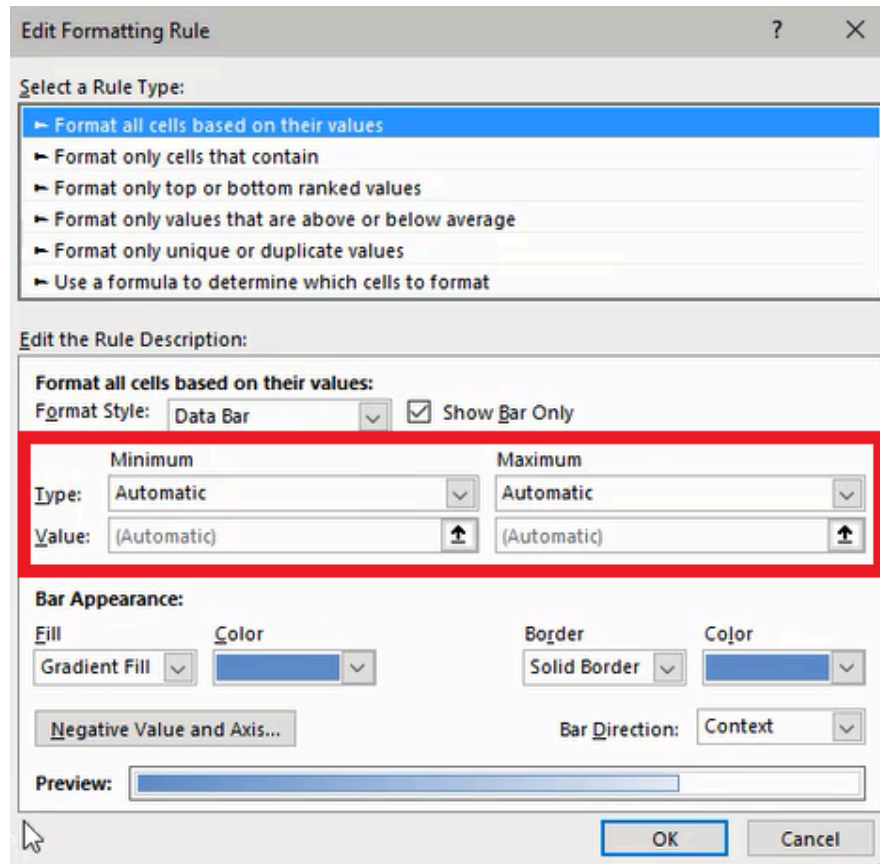 Edit Formatting Rule ?
Select a Rule Type:
► Format all cells based on their values
► Format only cells that contain
► Format only top or bottom ranked values
► Format only values that are above or below average
► Format only unique or duplicate values
► Use a formula to determine which cells to format
Edit the Rule Description:
Format all cells based on their values:
Format Style: Data Bar Show Bar Only
Minimum Maximum
Type: Automatic Automatic
Value: (Automatic) (Automatic)
Bar Appearance:
Fill Color Border Color
Gradient Fill Solid Border
Negative Value and Axis... Bar Direction: Context
Preview:
OK Cancel